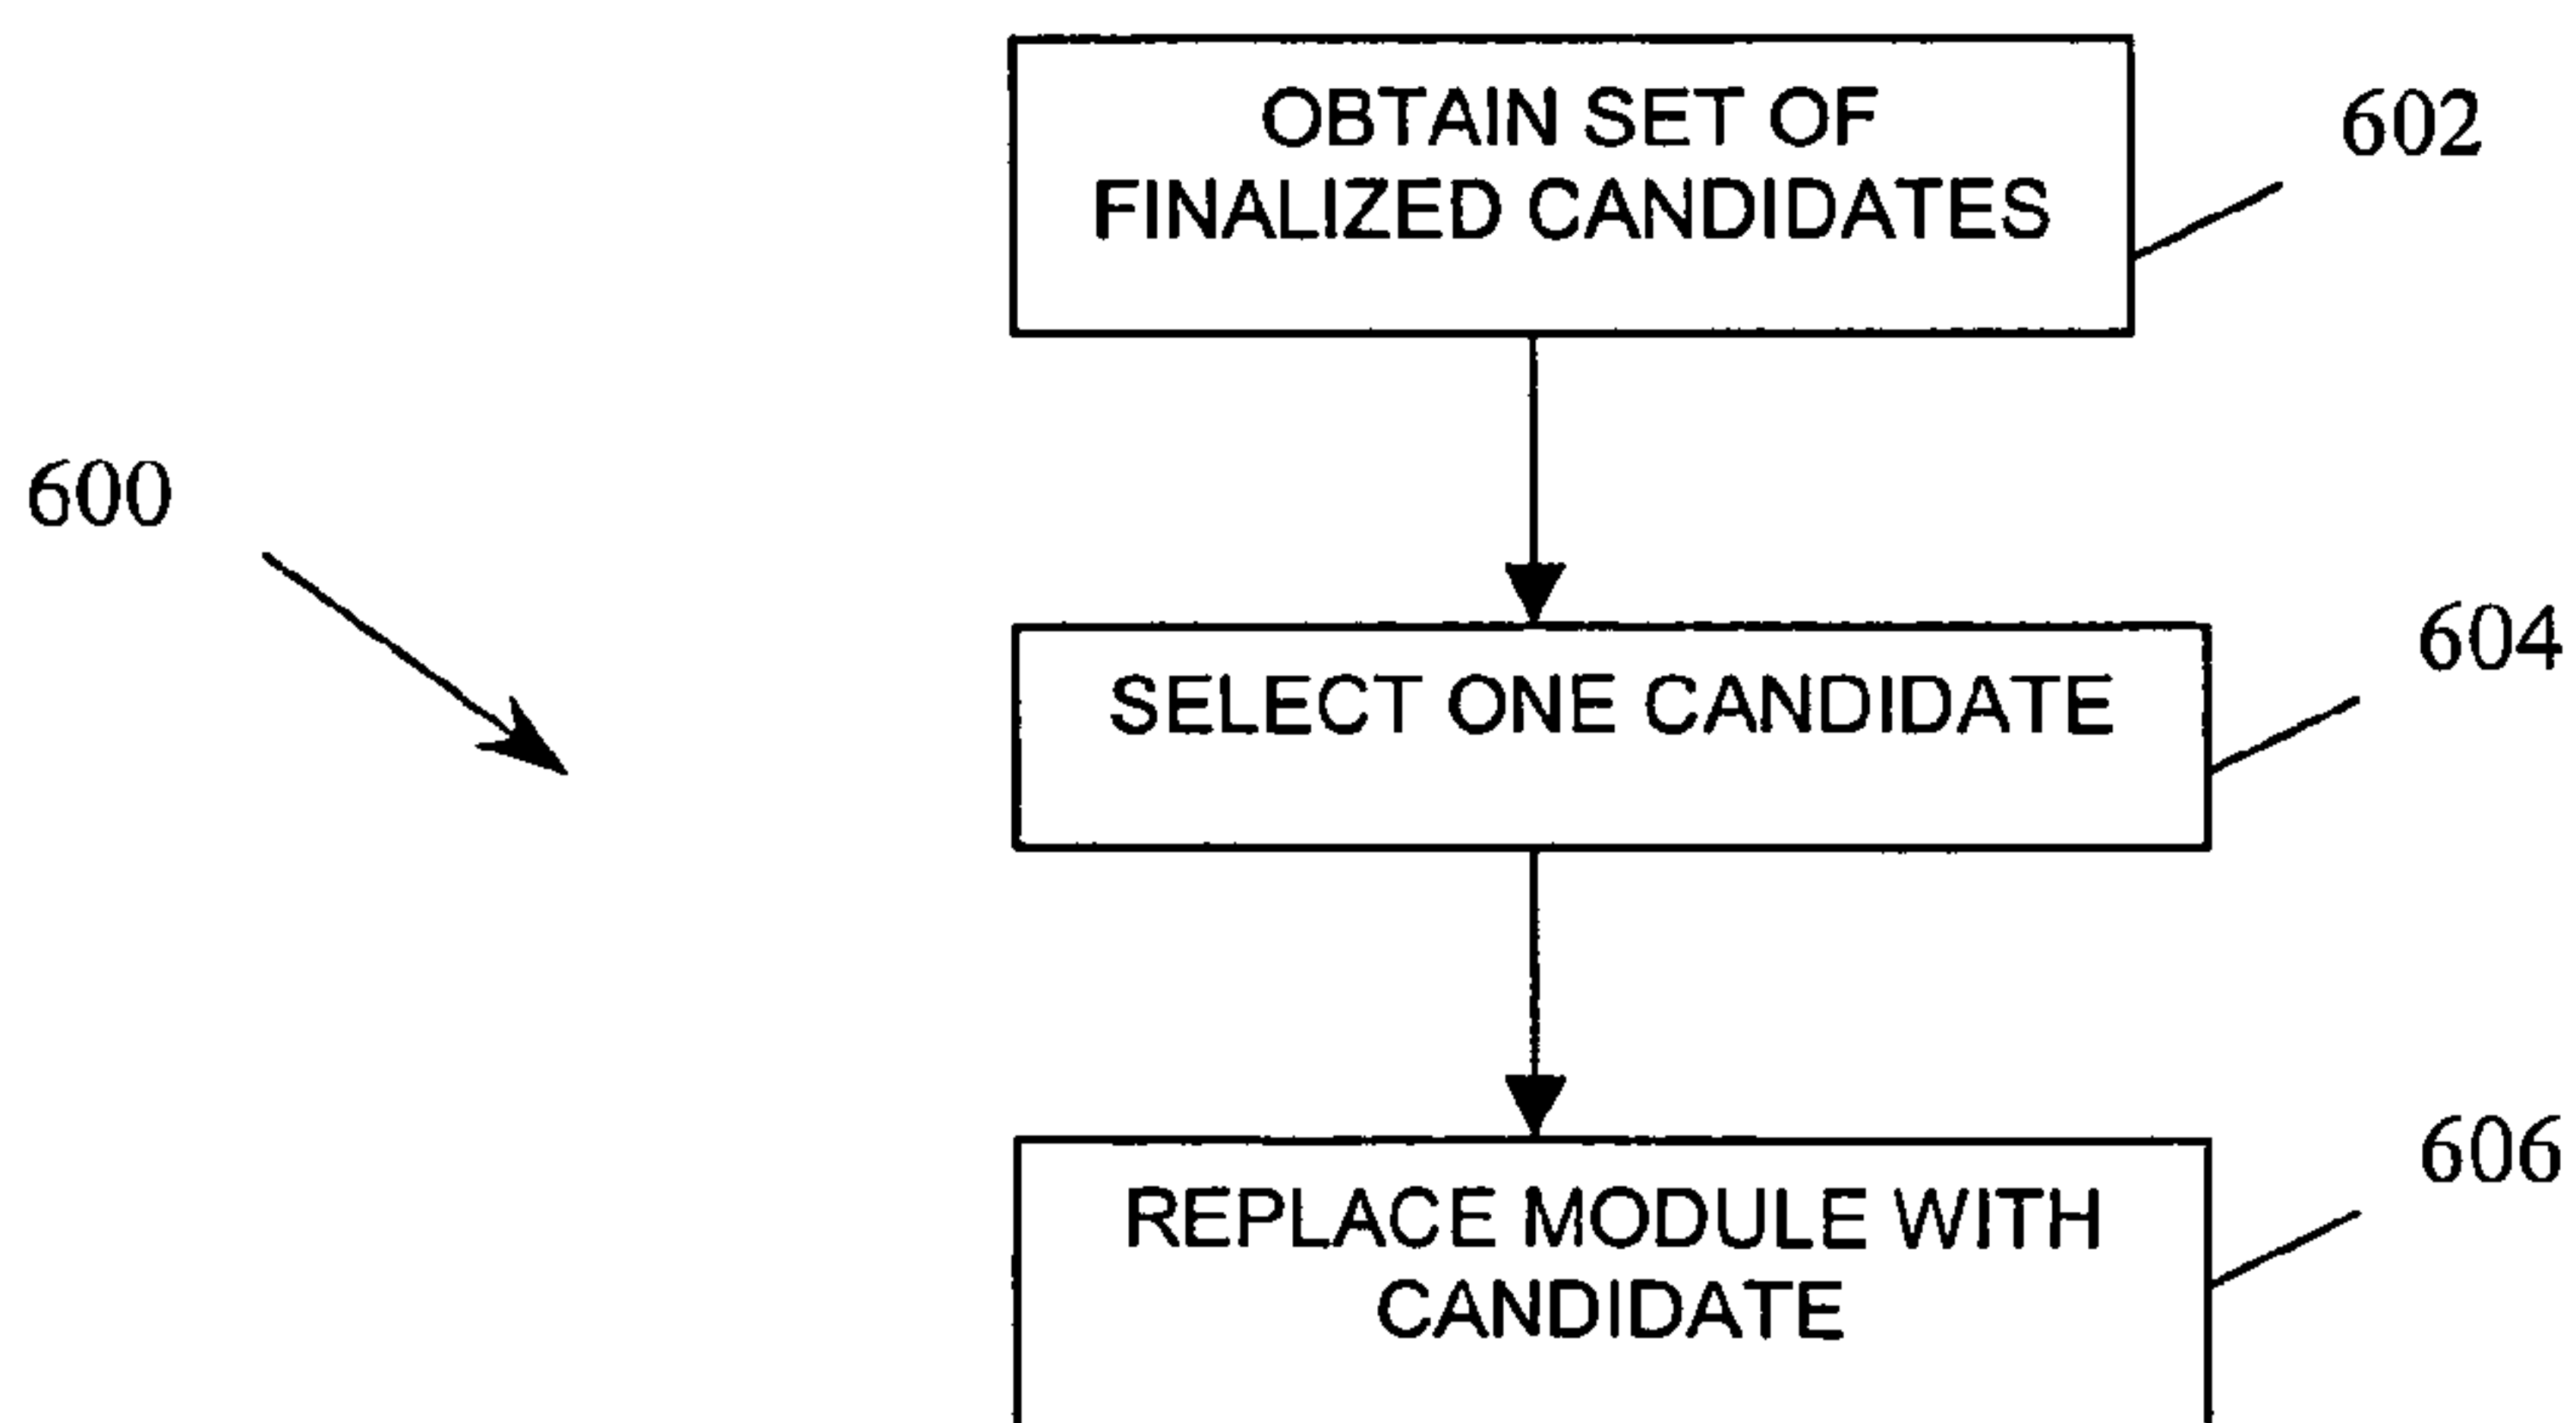 OBTAIN SET OF
FINALIZED CANDIDATES
602
600
SELECT ONE CANDIDATE
604
REPLACE MODULE WITH
CANDIDATE
606